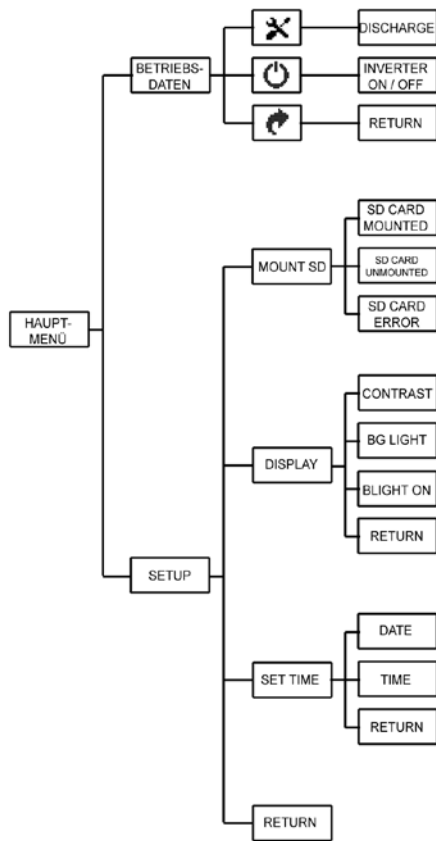 DISCHARGE
BETRIEBS-
DATEN
INVERTER
ON / OFF
RETURN
SD CARD
MOUNTED
MOUNT SD
SD CARD
UNMOUNTED
SD CARD
ERROR
HAUPT-
MENÜ
CONTRAST
BG LIGHT
DISPLAY
BLIGHT ON
RETURN
SETUP
DATE
SET TIME
TIME
RETURN
RETURN